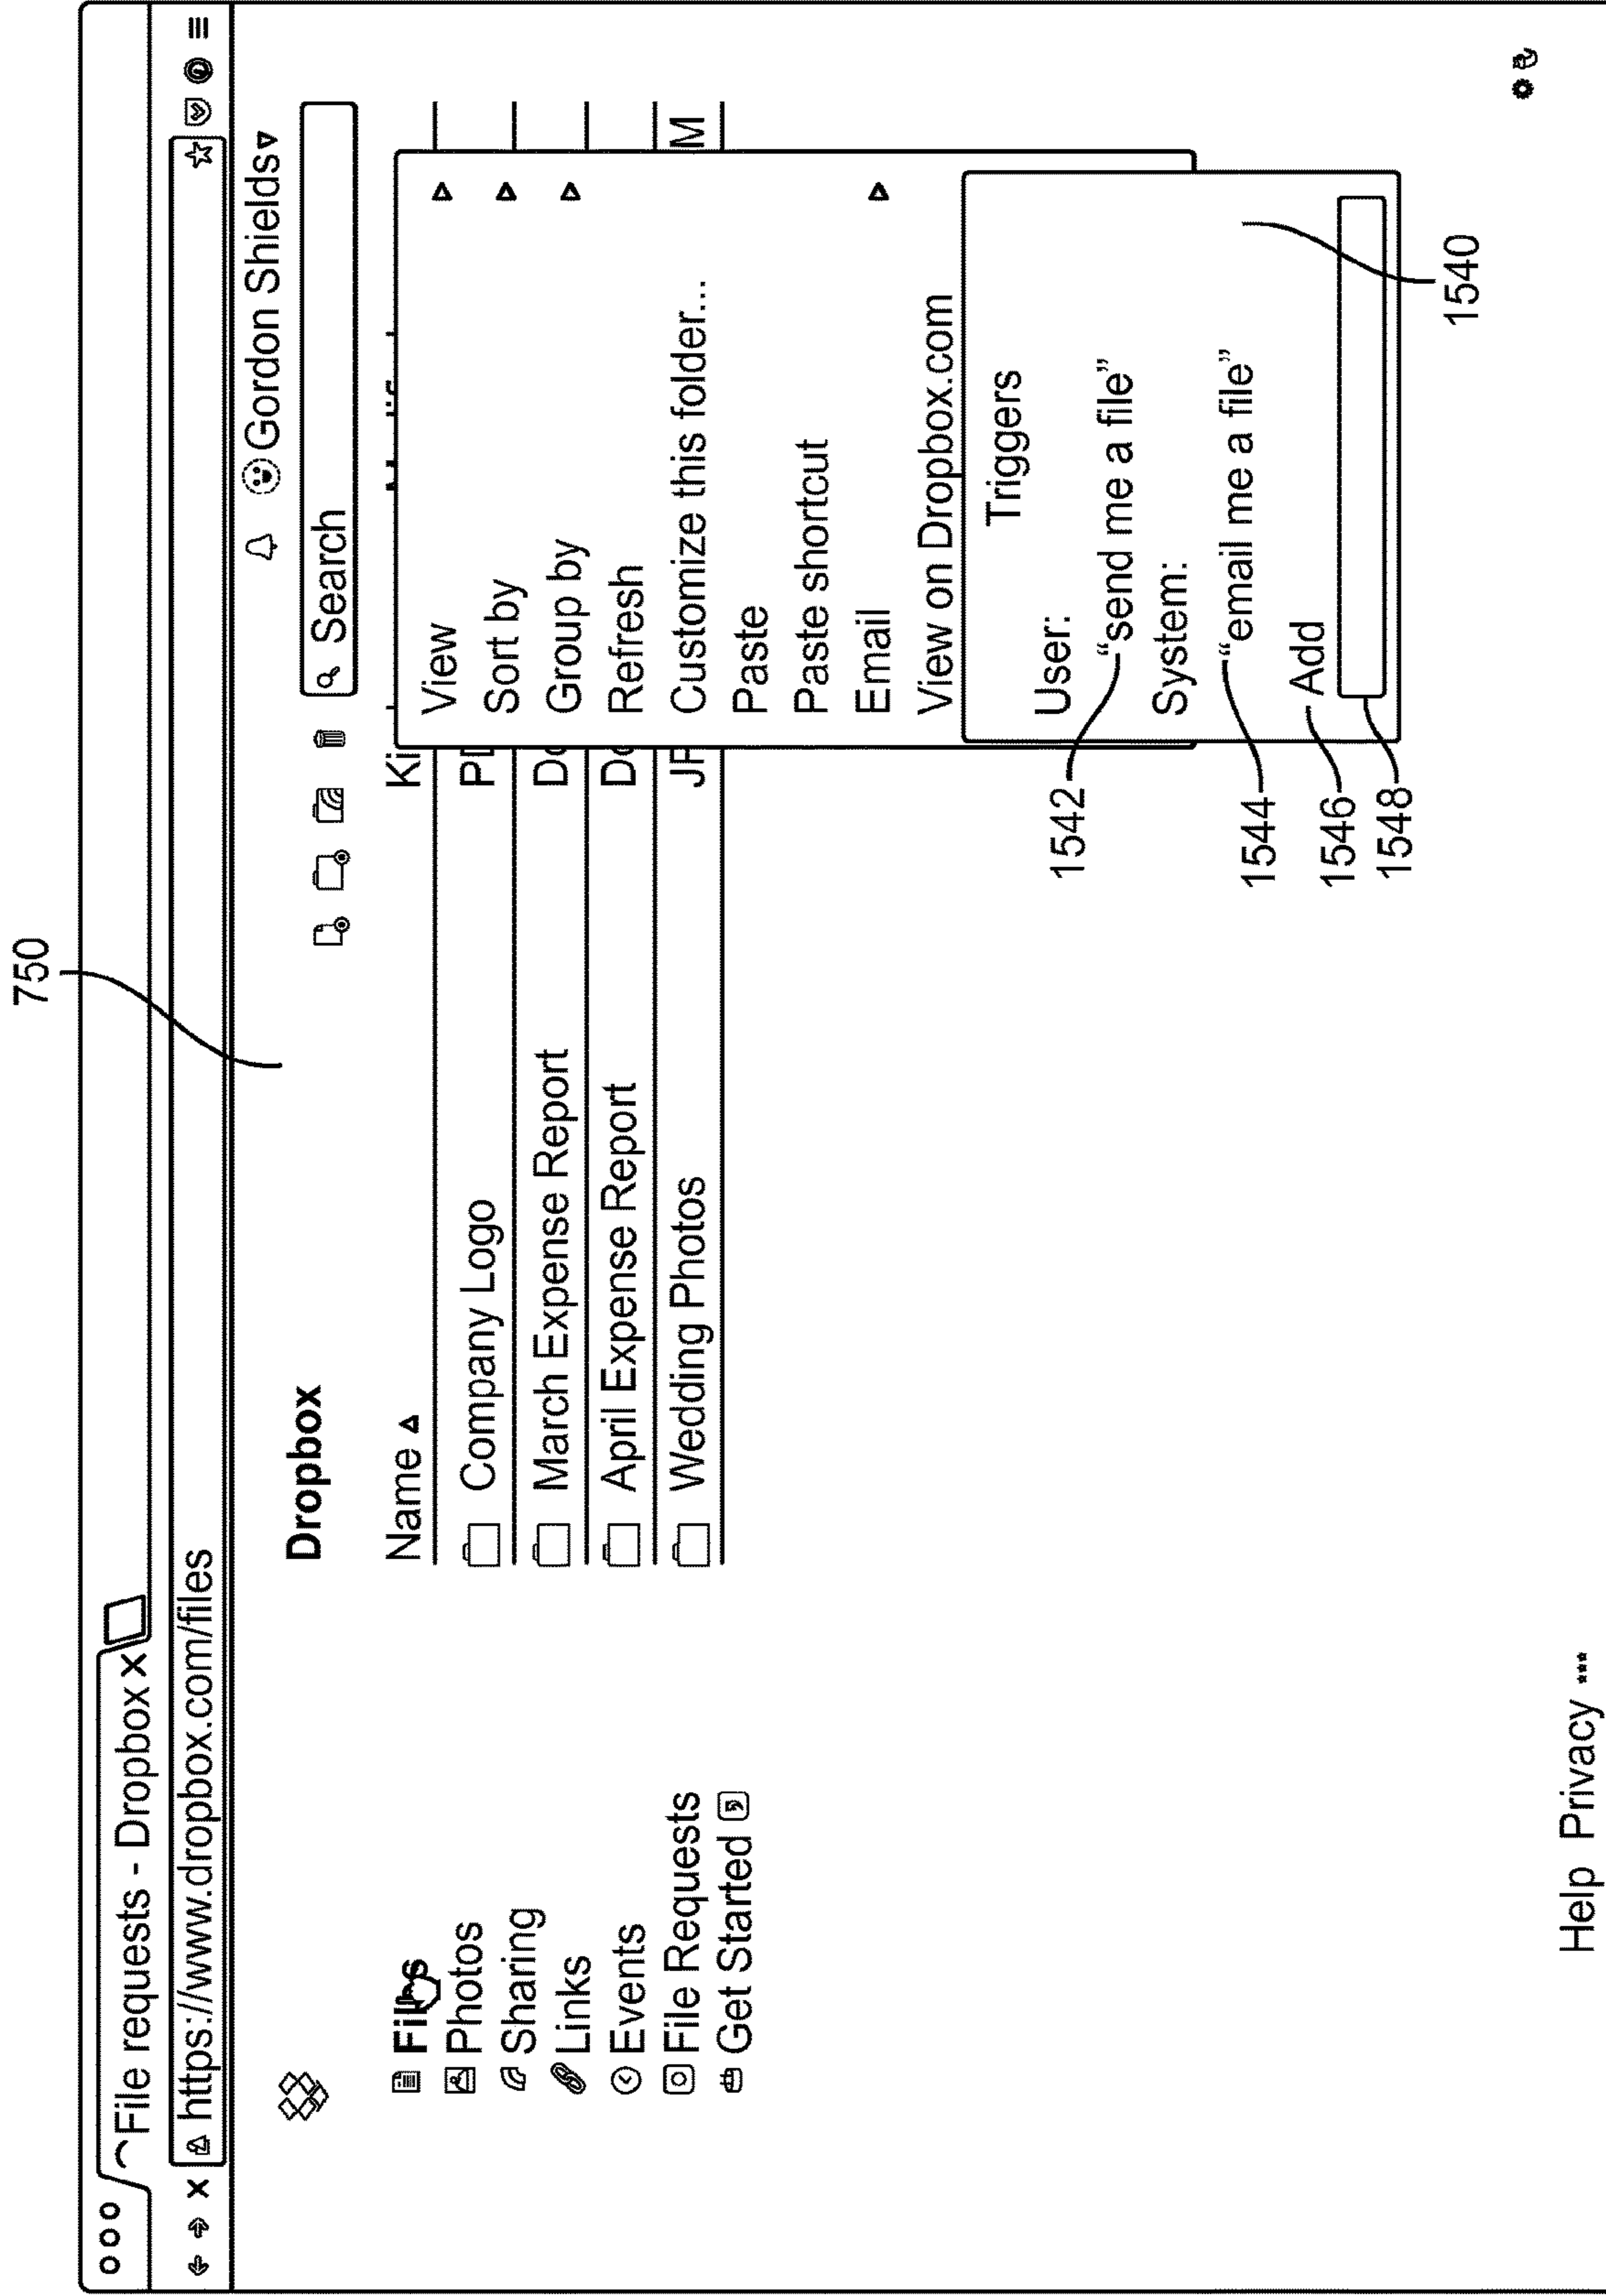 750
File requests - Dropbox X
https://www.dropbox.com/files
Gordon Shields
Dropbox
Search
Files
Photos
Sharing
Links
Events
File Requests
Get Started
Name
Company Logo
March Expense Report
April Expense Report
Wedding Photos
Ki
M
View
Sort by
Group by
Refresh
Customize this folder...
Paste
Paste shortcut
Email
View on Dropbox.com
Triggers
User:
“send me a file”
System:
“email me a file”
Add
1542
1544
1546
1548
1540
Help Privacy